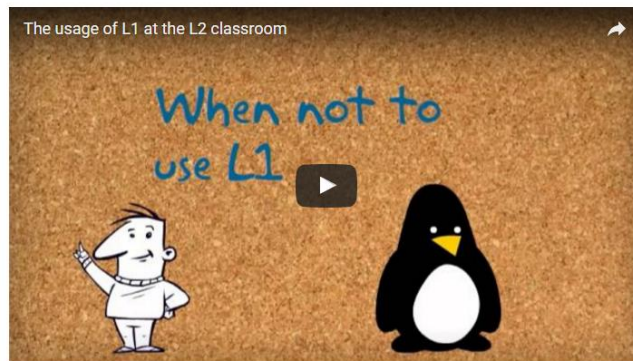 The usage of L1 at the L2 classroom
When not to
use L1